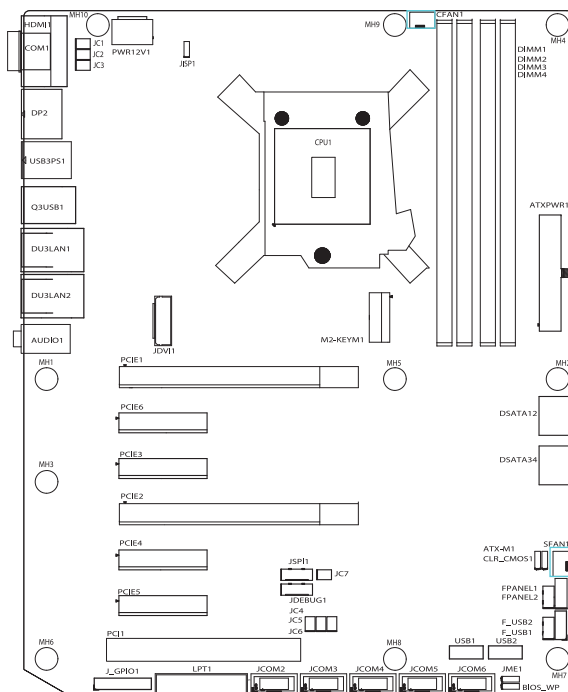 HDMI1
MH10
CFAN1
COM1
JC1
JC2
JC3
PWR12V1
JISP1
MH9
MH4
DIMM1
DIMM2
DIMM3
DIMM4
DP2
CPU1
USB3PS1
Q3USB1
ATXPWR1
DU3LAN1
DU3LAN2
AUDIO1
JDVI1
M2-KEYM1
MH1
PCIE1
MH5
MH2
PCIE6
DSATA12
PCIE3
DSATA34
MH3
PCIE2
PCIE4
ATX-M1
CLR_CMOS1
SFAN1
JSPI1
JC7
PCIE5
JDEBUG1
FPANEL1
FPANEL2
JC4
JC5
JC6
F_USB2
F_USB1
PCI1
USB1
USB2
MH6
MH8
MH7
J_GPIO1
LPT1
JCOM2
JCOM3
JCOM4
JCOM5
JCOM6
JME1
BIOS_WP